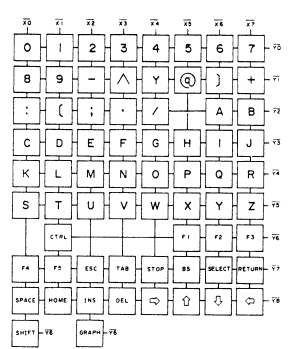 X0 X1 X2 X3 X4 X5 X6 X7
0 1 2 3 4 5 6 7 Y0
8 9 - ^ Y @ ] + Y1
: [ ; · / A B Y2
C D E F G H I J Y3
K L M N O P Q R Y4
S T U V W X Y Z Y5
CTRL F1 F2 F3 Y6
F4 F5 ESC TAB STOP BS SELECT RETURN Y7
SPACE HOME INS DEL ⇨ ⇧ ⇩ ⇦ Y8
SHIFT Y6 GRAPH Y6